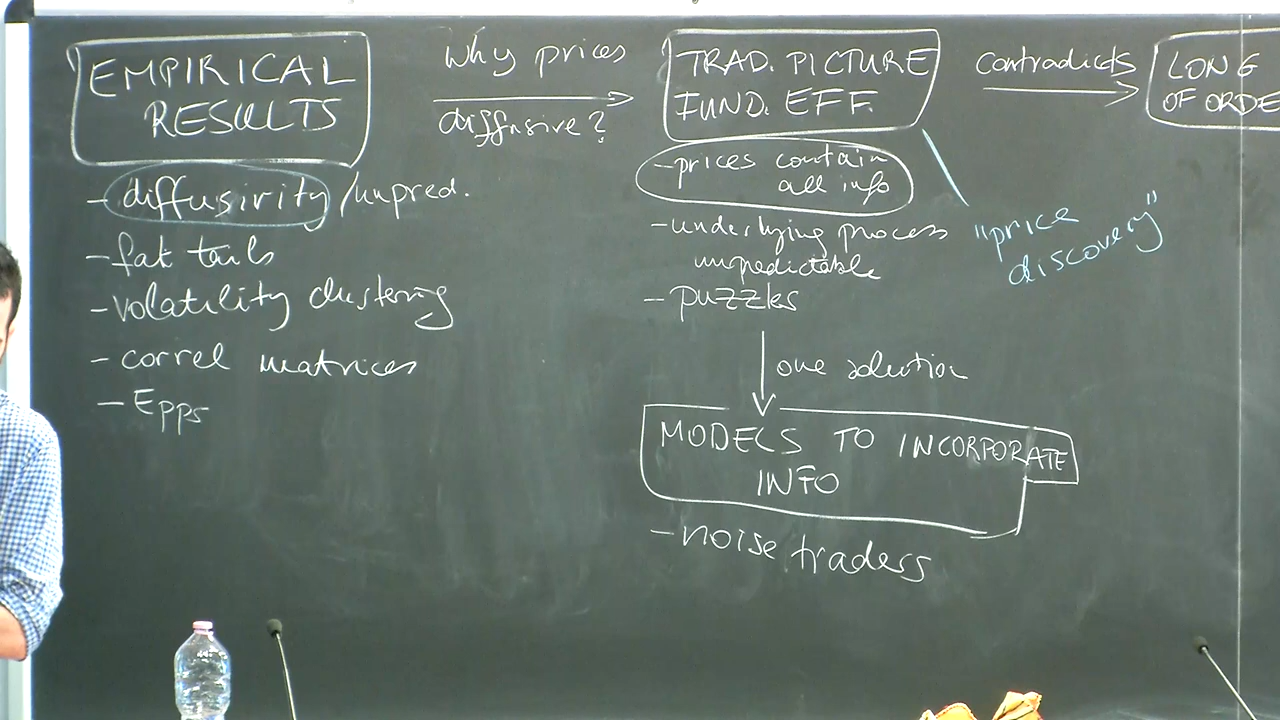 EMPIRICAL
RESULTS
- diffusivity / unpred.
- fat tails
- volatility clustering
- correl matrices
- Epps
Why prices
diffusive?
TRAD. PICTURE
FUND. EFF.
- prices contain
all info
- underlying process
unpredictable
- puzzles
one solution
MODELS TO INCORPORATE
INFO
- noise traders
"price
discovery"
contradicts
LONG
OF ORDE